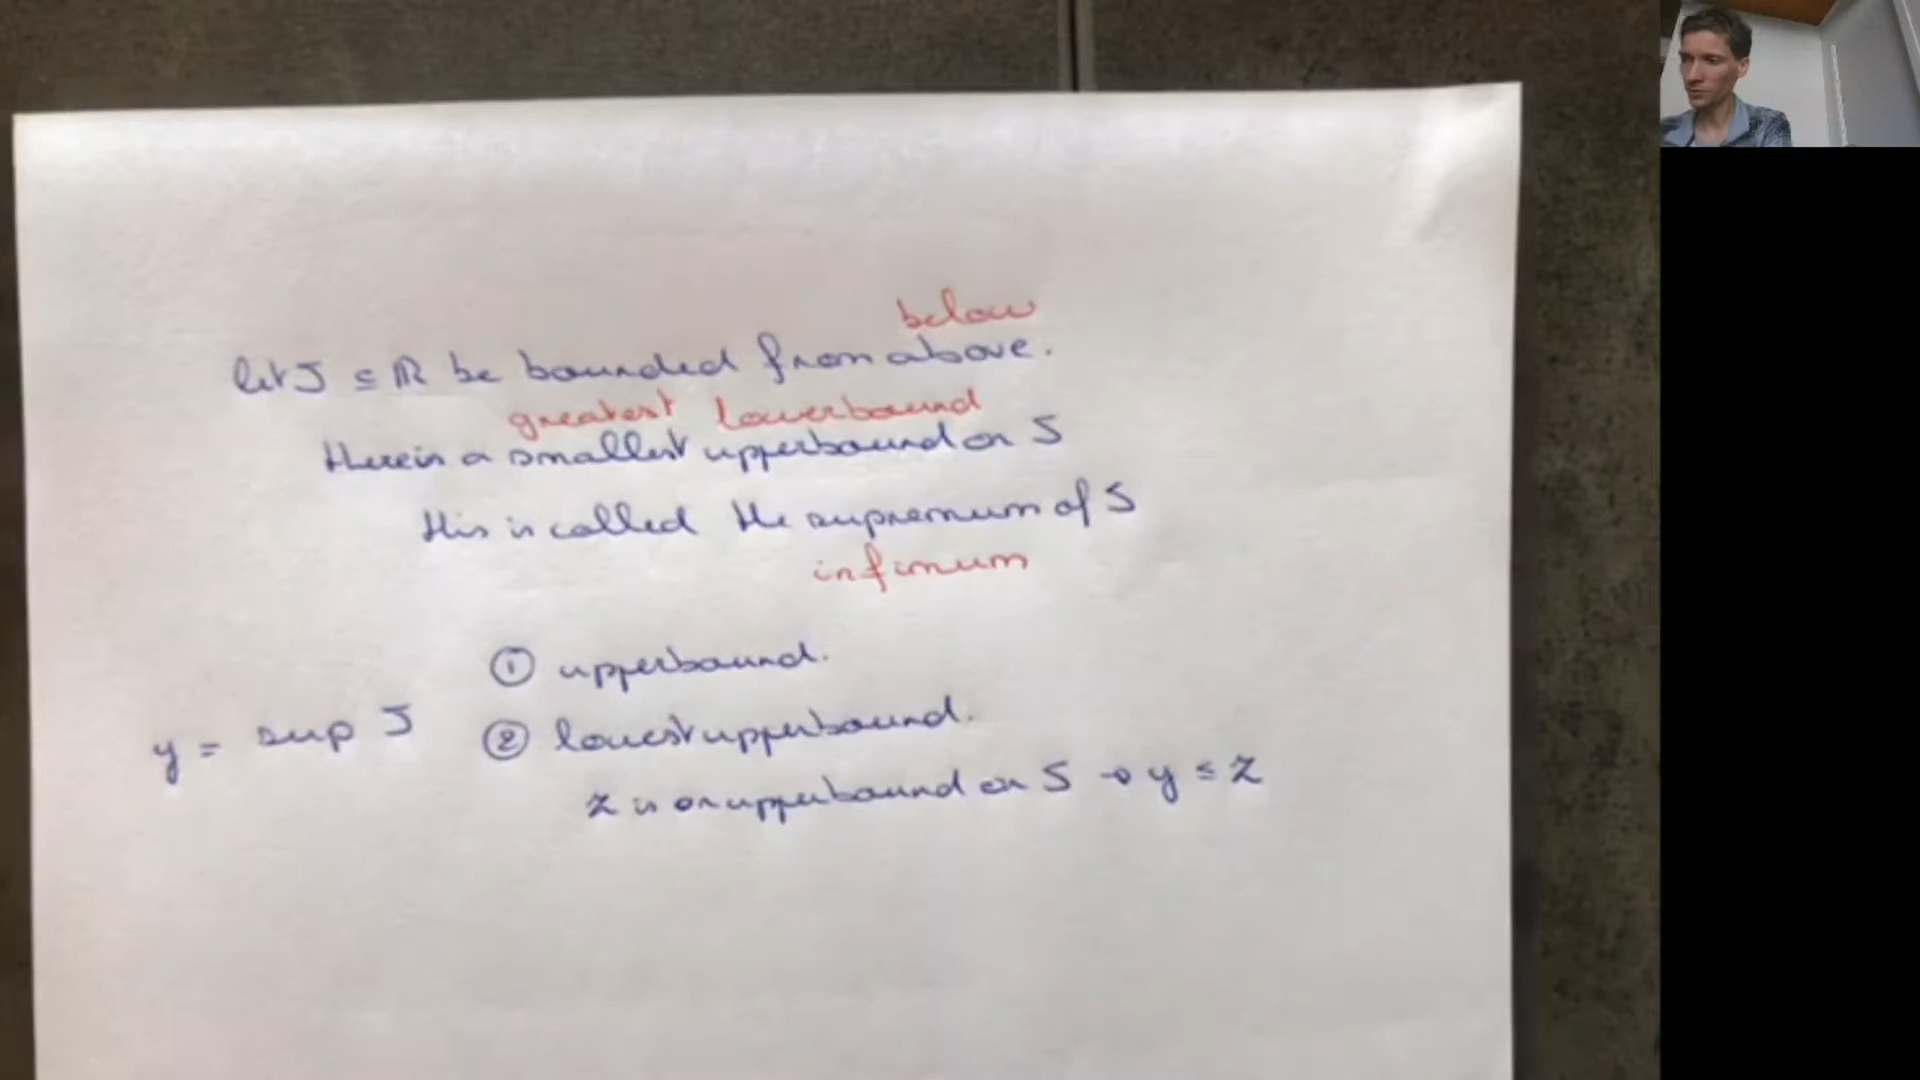 below
let S ⊆ ℝ be bounded from above.
greatest lowerbound
there is a smallest upperbound on S
this is called the supremum of S
infimum
① upperbound.
y = sup S
② lowest upperbound.
z is an upperbound on S → y ≤ z